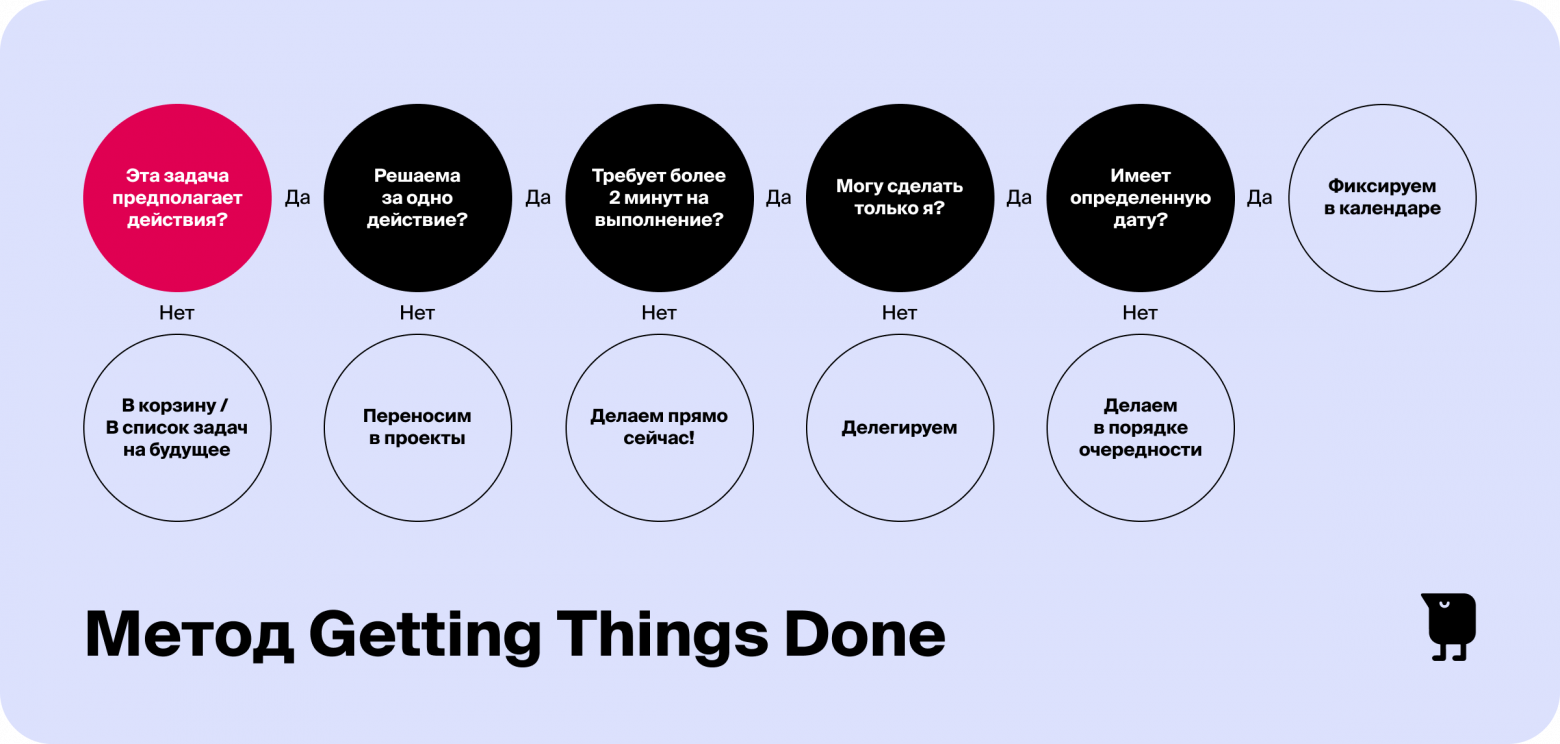 Эта задача
предполагает
действия?
Да
Решаема
за одно
действие?
Да
Требует более
2 минут на
выполнение?
Да
Могу сделать
только я?
Да
Имеет
определенную
дату?
Да
Фиксируем
в календаре
Нет
Нет
Нет
Нет
Нет
В корзину /
В список задач
на будущее
Переносим
в проекты
Делаем прямо
сейчас!
Делегируем
Делаем
в порядке
очередности
Метод Getting Things Done